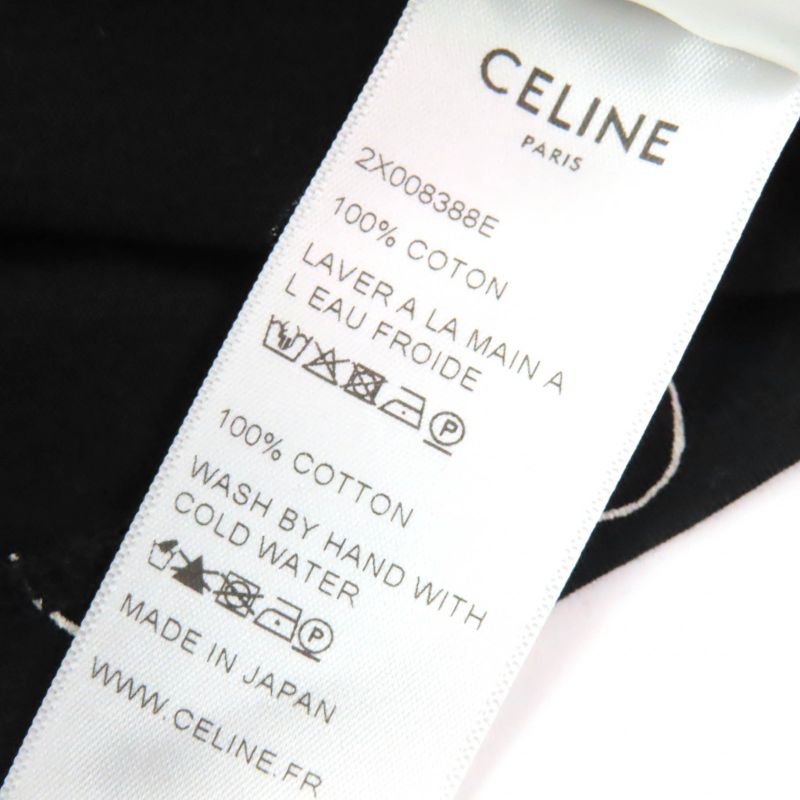 CELINE
PARIS
2X008388E
100% COTON
LAVER A LA MAIN A
L EAU FROIDE
P
100% COTTON
WASH BY HAND WITH
COLD WATER
P
MADE IN JAPAN
WWW.CELINE.FR